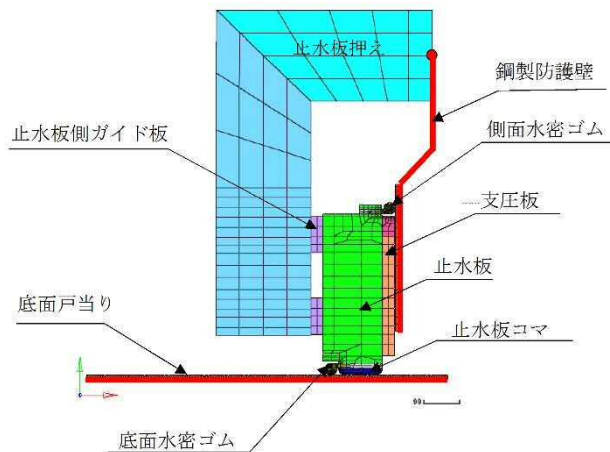 止水板押え
鋼製防護壁
止水板側ガイド板
側面水密ゴム
支圧板
止水板
底面戸当り
止水板コマ
底面水密ゴム